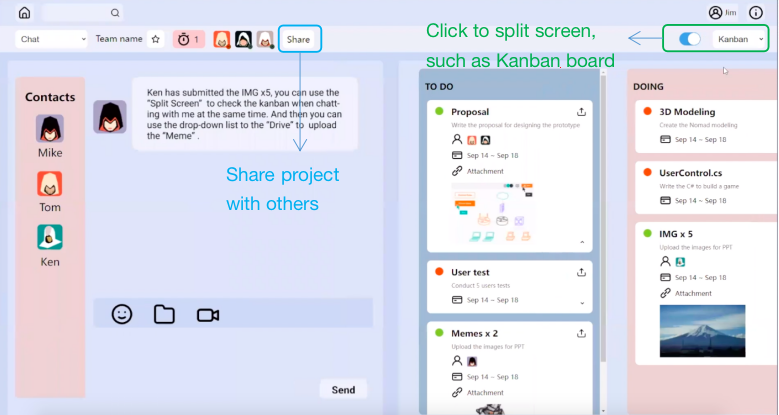 Jim
Chat
Team name
1
Share
Click to split screen,
such as Kanban board
Kanban
Contacts
Mike
Tom
Ken
Ken has submitted the IMG x5, you can use the
"Split Screen" to check the kanban when chatt-
ing with me at the same time. And then you can
use the drop-down list to the "Drive" to upload
the "Meme" .
Share project
with others
Send
TO DO
Proposal
Write the proposal for designing the prototype
Sep 14 ~ Sep 18
Attachment
User test
Conduct 5 users tests
Sep 14 ~ Sep 18
Memes x 2
Upload the images for PPT
Sep 14 ~ Sep 18
Attachment
DOING
3D Modeling
Create the Nomad modeling
Sep 14 ~ Sep 18
UserControl.cs
Write the C# to build a game
Sep 14 ~ Sep 18
IMG x 5
Upload the images for PPT
Sep 14 ~ Sep 18
Attachment